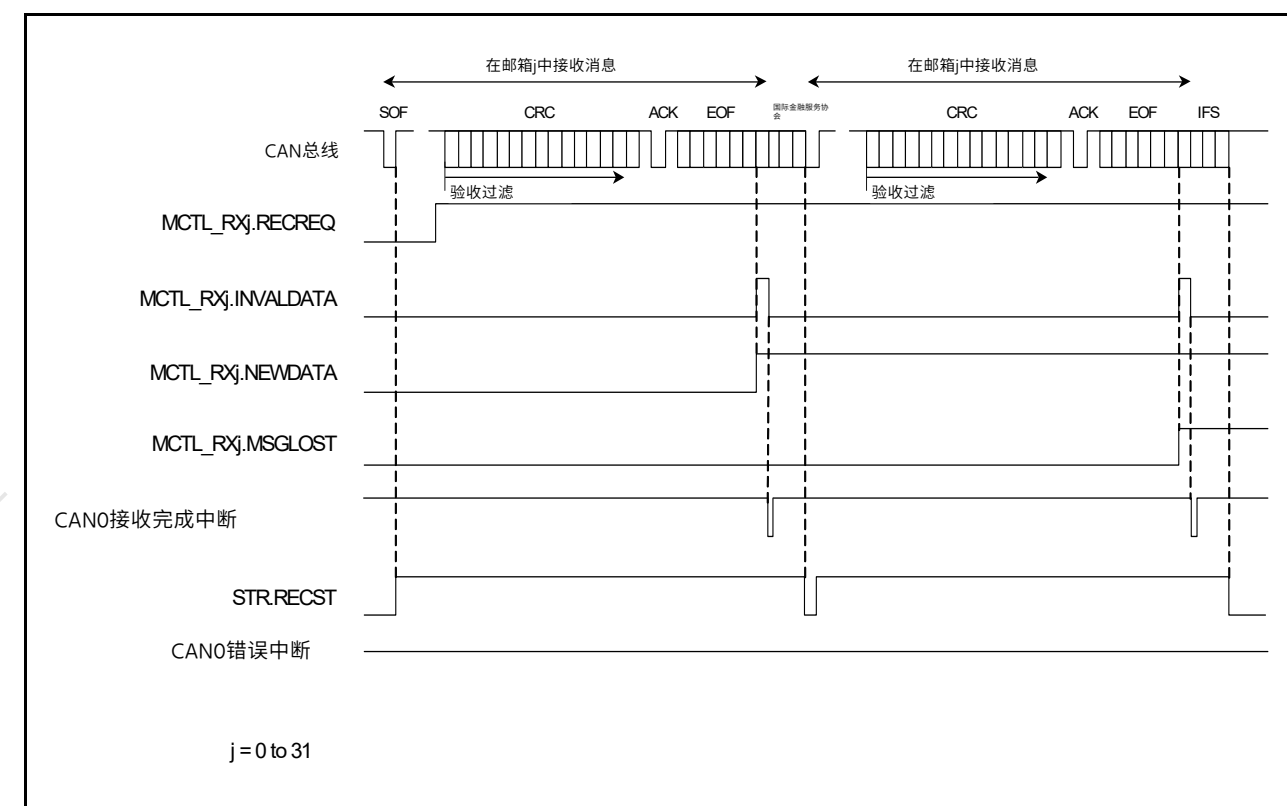 在邮箱j中接收消息 在邮箱j中接收消息
SOF CRC ACK EOF 国际金融服务协 CRC ACK EOF IFS
会
CAN总线
验收过滤 验收过滤
MCTL_RXj.RECREQ
MCTL_RXj.INVALDATA
MCTL_RXj.NEWDATA
MCTL_RXj.MSGLOST
CAN0接收完成中断
STR.RECST
CAN0错误中断
j = 0 to 31